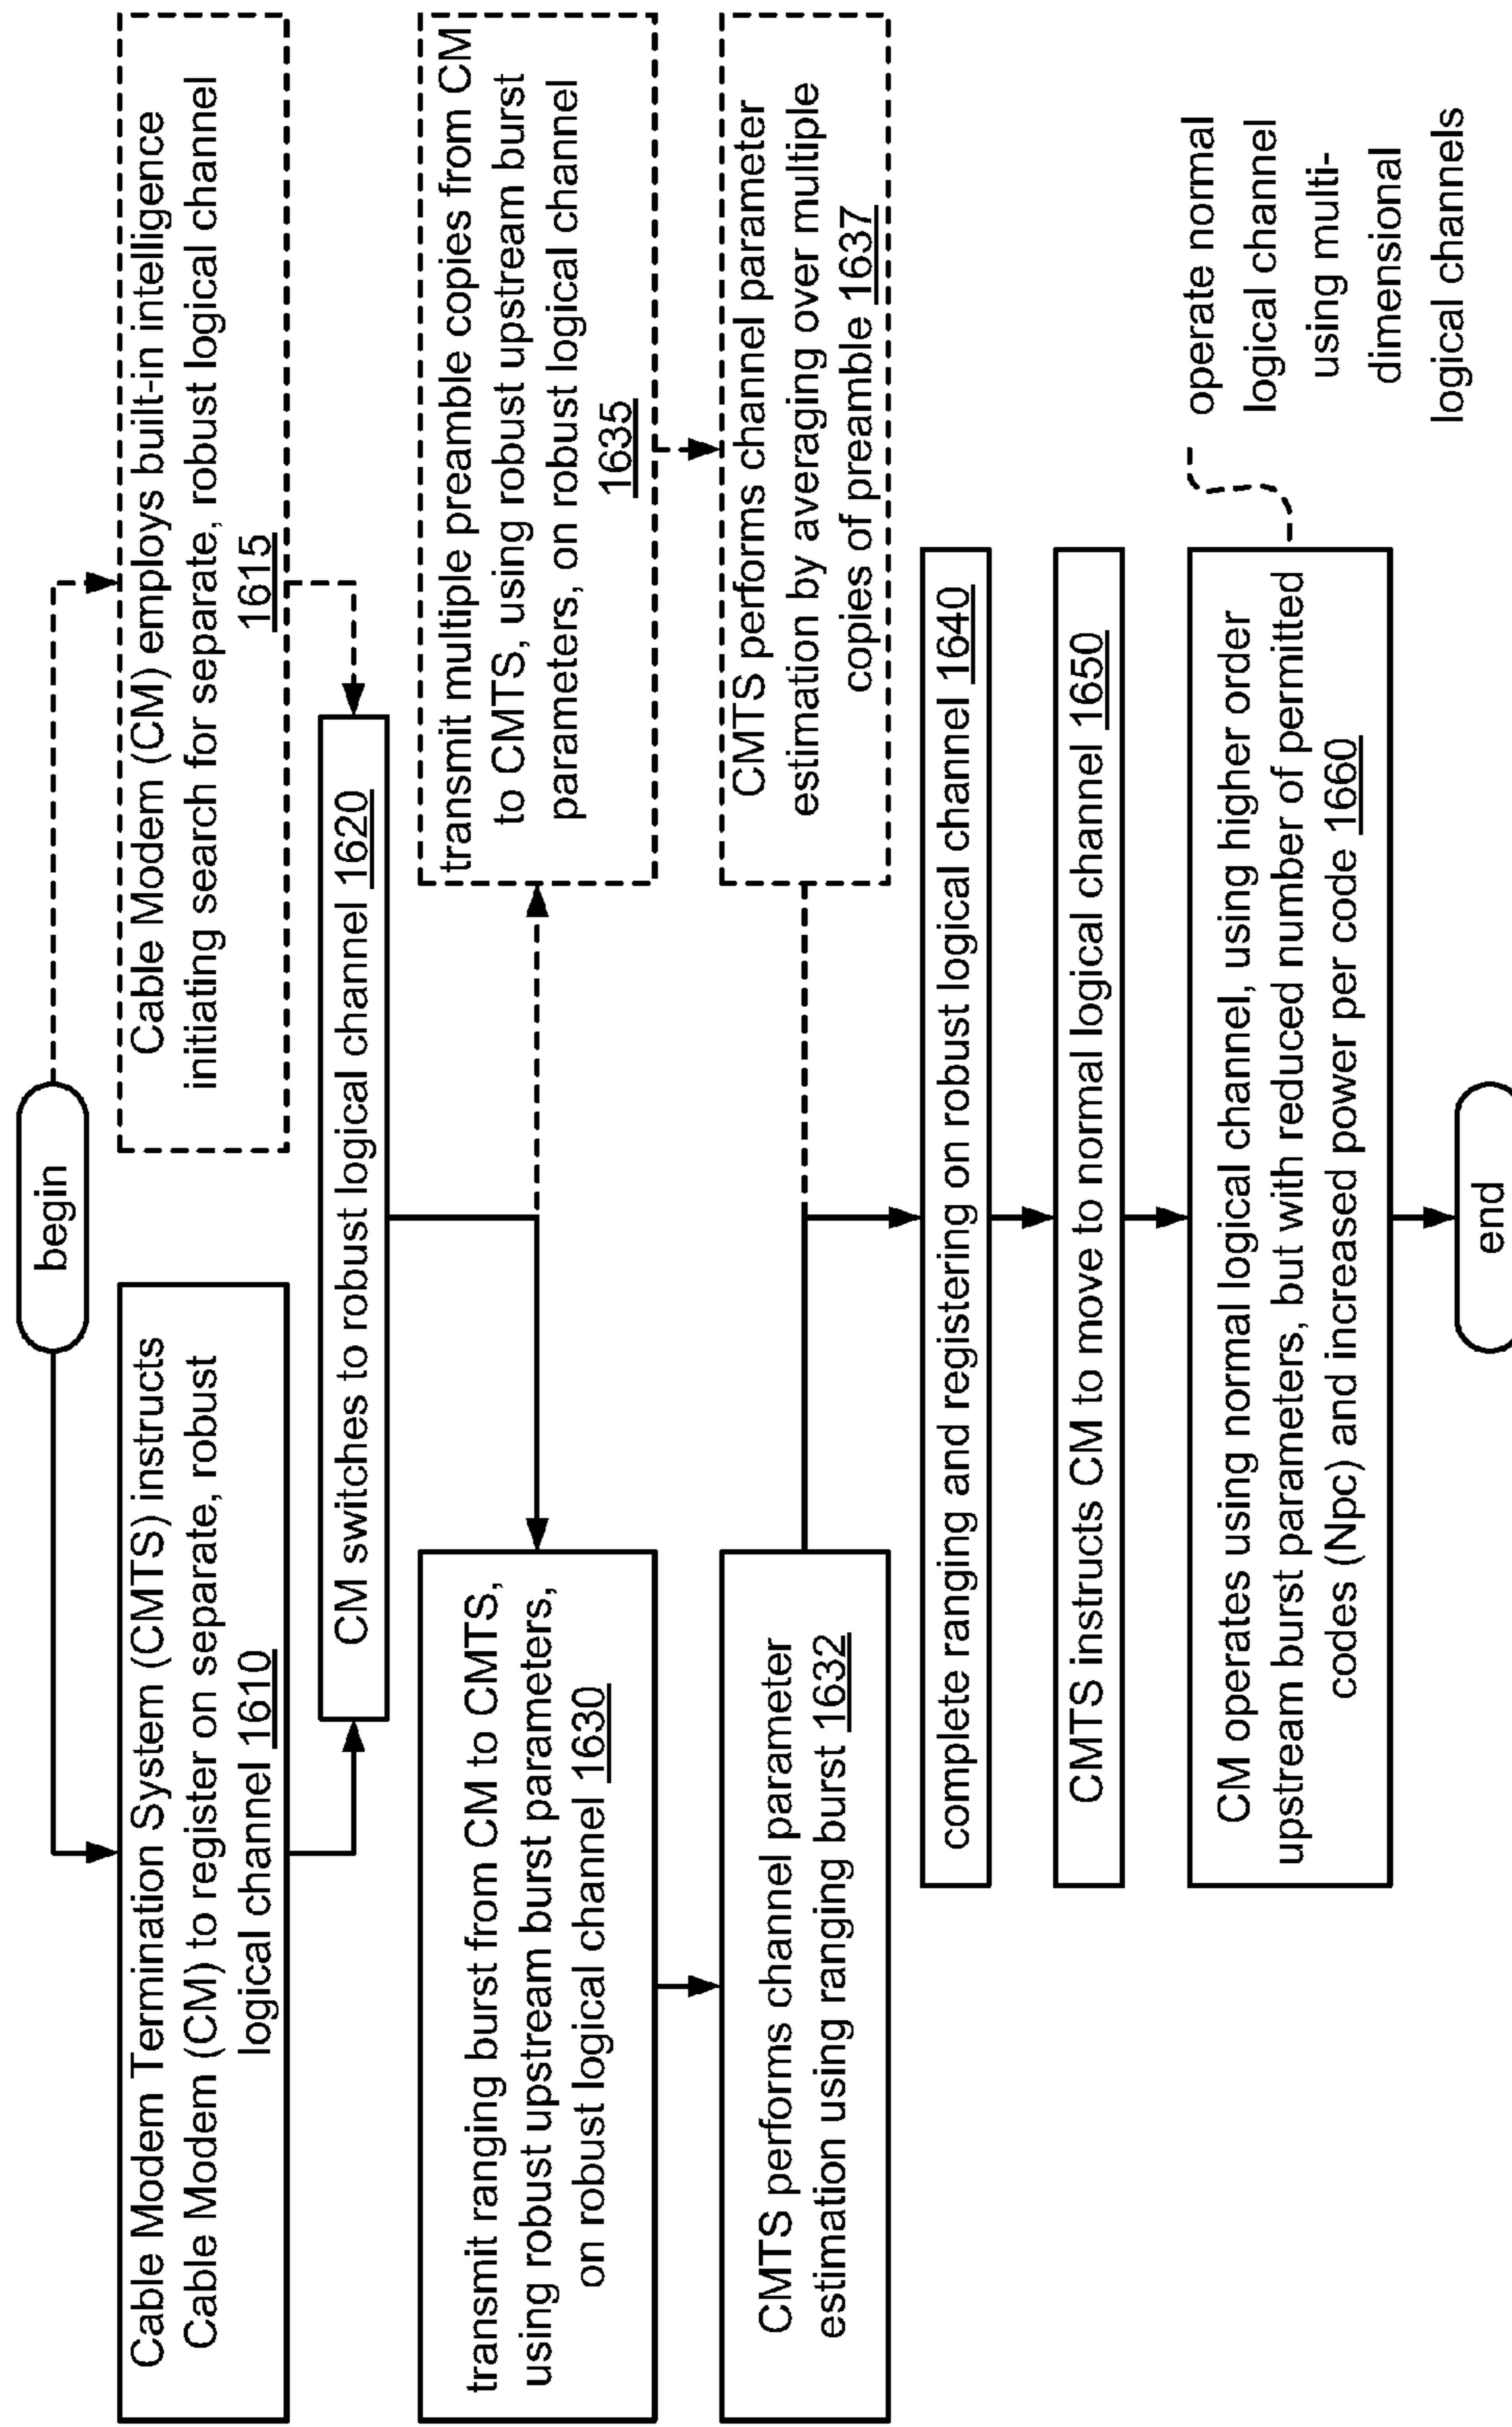 begin
Cable Modem Termination System (CMTS) instructs
Cable Modem (CM) to register on separate, robust
logical channel 1610
Cable Modem (CM) employs built-in intelligence
initiating search for separate, robust logical channel
1615
CM switches to robust logical channel 1620
transmit ranging burst from CM to CMTS,
using robust upstream burst parameters,
on robust logical channel 1630
transmit multiple preamble copies from CM
to CMTS, using robust upstream burst
parameters, on robust logical channel
1635
CMTS performs channel parameter
estimation using ranging burst 1632
CMTS performs channel parameter
estimation by averaging over multiple
copies of preamble 1637
complete ranging and registering on robust logical channel 1640
CMTS instructs CM to move to normal logical channel 1650
CM operates using normal logical channel, using higher order
upstream burst parameters, but with reduced number of permitted
codes (Npc) and increased power per code 1660
operate normal
logical channel
using multi-
dimensional
logical channels
end